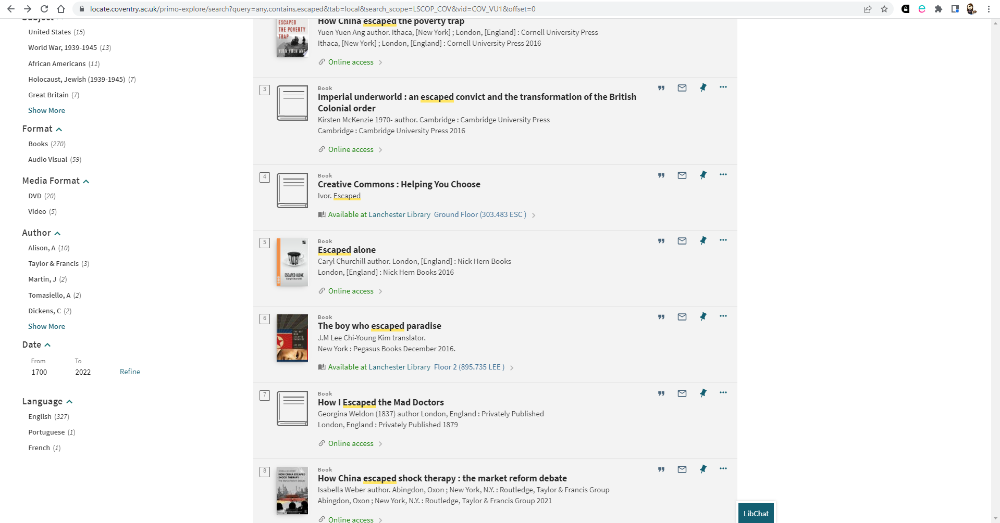 locate.coventry.ac.uk/primo-explore/search?query=any,contains,escaped&tab=local&search_scope=LSCOP_COV&vid=COV_VU1&offset=0
Subject
United States (15)
World War, 1939-1945 (13)
African Americans (11)
Holocaust, Jewish (1939-1945) (7)
Great Britain (7)
Show More
Format
Books (270)
Audio Visual (59)
Media Format
DVD (20)
Video (5)
Author
Alison, A (10)
Taylor & Francis (3)
Martin, J (2)
Tomasiello, A (2)
Dickens, C (2)
Show More
Date
From To
1700 2022 Refine
Language
English (327)
Portuguese (1)
French (1)
ESCAPED
THE POVERTY
TRAP
YUEN YUEN ANG
How China escaped the poverty trap
Yuen Yuen Ang author. Ithaca, [New York] ; London, [England] : Cornell University Press
Ithaca, [New York] ; London, [England] : Cornell University Press 2016
Online access
3
Book
Imperial underworld : an escaped convict and the transformation of the British
Colonial order
Kirsten McKenzie 1970- author. Cambridge : Cambridge University Press
Cambridge : Cambridge University Press 2016
Online access
4
Book
Creative Commons : Helping You Choose
Ivor. Escaped
Available at Lanchester Library Ground Floor (303.483 ESC )
5
ESCAPED ALONE
Caryl Churchill
Book
Escaped alone
Caryl Churchill author. London, [England] : Nick Hern Books
London, [England] : Nick Hern Books 2016
Online access
6
THE BOY
WHO
ESCAPED
PARADISE
J.M. LEE
Book
The boy who escaped paradise
J.M Lee Chi-Young Kim translator.
New York : Pegasus Books December 2016.
Available at Lanchester Library Floor 2 (895.735 LEE )
7
Book
How I Escaped the Mad Doctors
Georgina Weldon (1837) author London, England : Privately Published
London, England : Privately Published 1879
Online access
8
HOW CHINA ESCAPED
SHOCK THERAPY
The Market Reform Debate
Book
How China escaped shock therapy : the market reform debate
Isabella Weber author. Abingdon, Oxon ; New York, N.Y. : Routledge, Taylor & Francis Group
Abingdon, Oxon ; New York, N.Y. : Routledge, Taylor & Francis Group 2021
Online access
LibChat